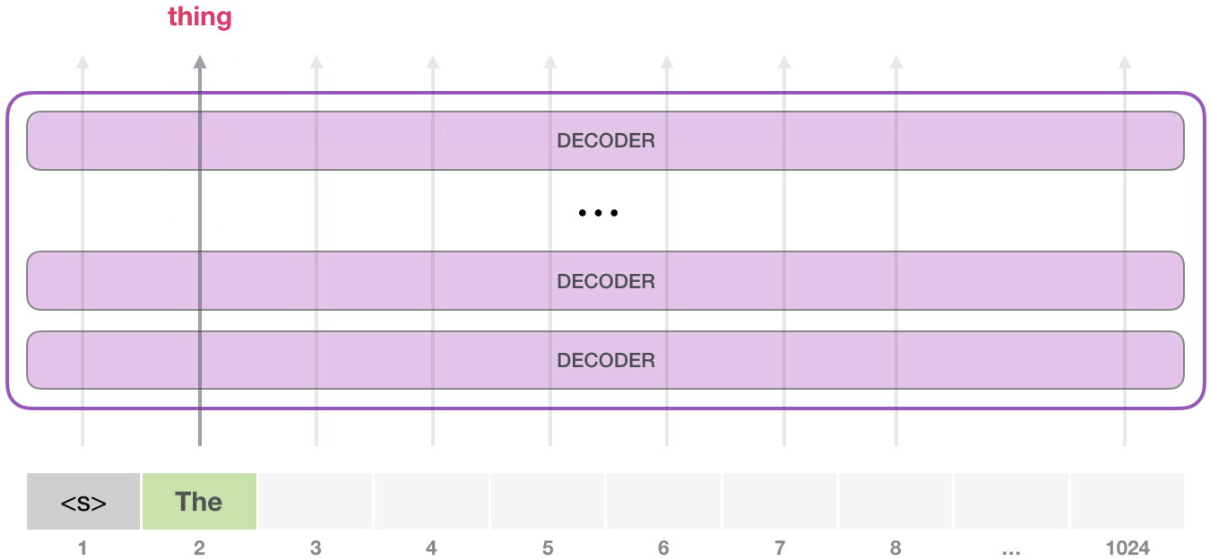 thing
DECODER
...
DECODER
DECODER
<s> The
1 2 3 4 5 6 7 8 ... 1024